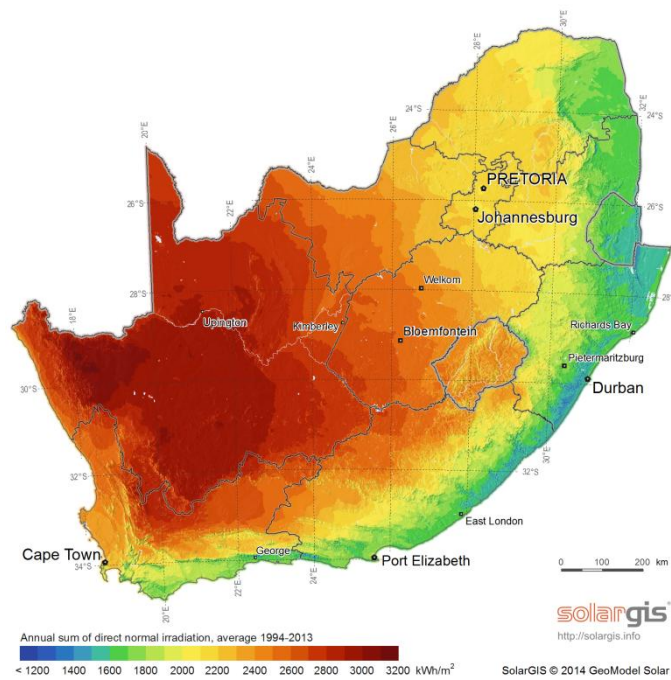 30°E
28°E
32°E
24°S
24°S
26°E
20°E
24°E
PRETORIA
22°E
26°S
Johannesburg
26°S
Welkom
28°S
28°S
18°E
Upington
Kimberley
Richards Bay
Bloemfontein
Pietermaritzburg
30°S
Durban
30°E
32°S
32°S
East London
Cape Town
George
Port Elizabeth
34°S
24°E
22°E
20°E
0 100 200 km
solargis
http://solargis.info
Annual sum of direct normal irradiation, average 1994-2013
< 1200 1400 1600 1800 2000 2200 2400 2600 2800 3000 3200 kWh/m²
SolarGIS © 2014 GeoModel Solar